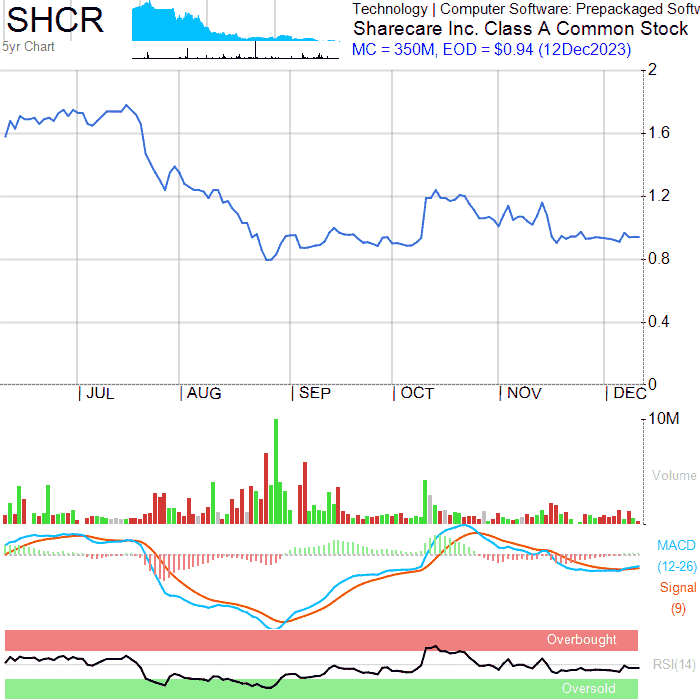 SHCR
5yr Chart
Technology | Computer Software: Prepackaged Softw
Sharecare Inc. Class A Common Stock
MC = 350M, EOD = $0.94 (12Dec2023)
2
1.6
1.2
0.8
0.4
0
| JUL | AUG | SEP | OCT | NOV | DEC
10M
Volume
MACD
(12-26)
Signal
(9)
Overbought
RSI(14)
Oversold